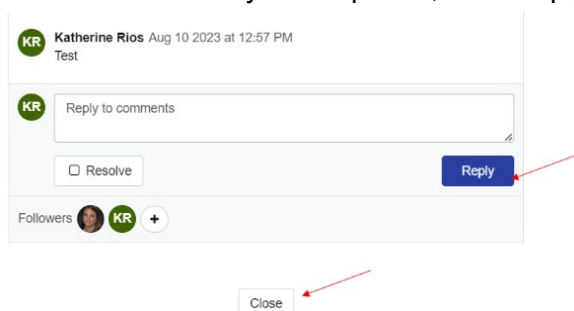 KR Katherine Rios Aug 10 2023 at 12:57 PM
Test
KR Reply to comments
Resolve Reply
Followers KR +
Close